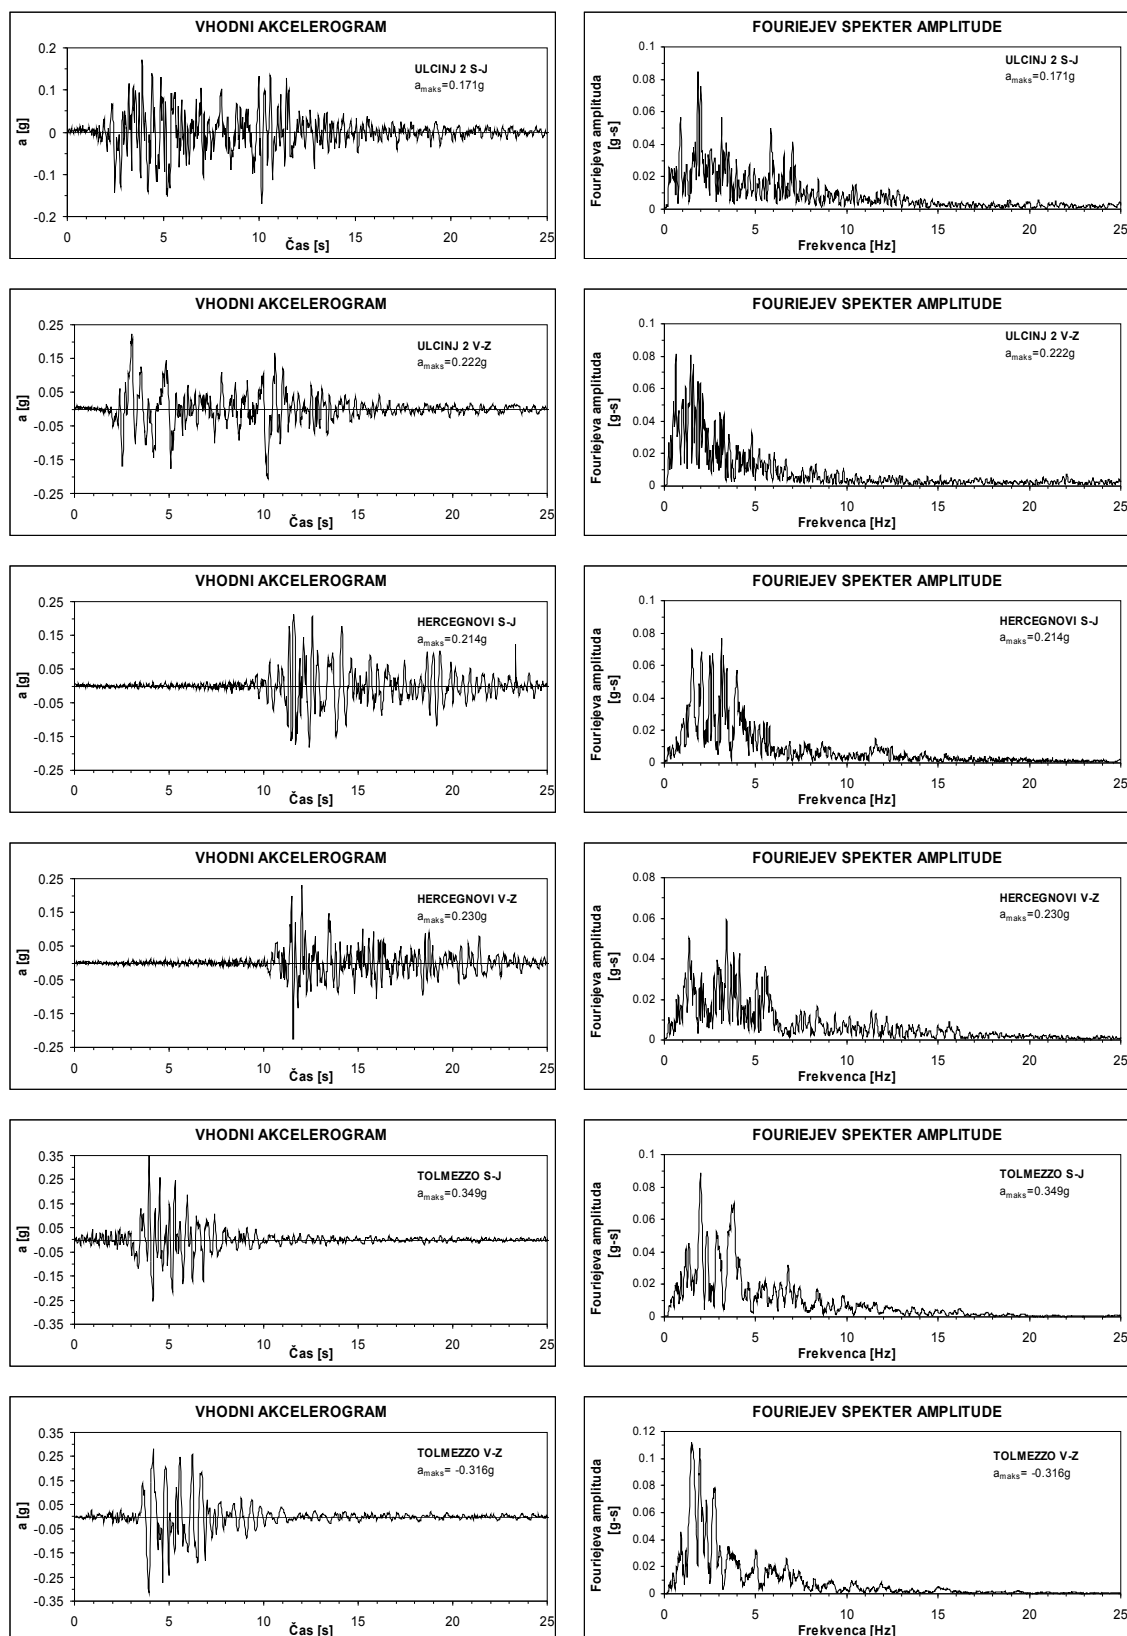 VHODNI AKCELEROGRAM
ULCINJ 2 S-J
amaks=0.171g
a [g]
0.2
0.1
0
-0.1
-0.2
0 5 10 15 20 25
Čas [s]
FOURIEJEV SPEKTER AMPLITUDE
ULCINJ 2 S-J
amaks=0.171g
Fouriejeva amplituda
[g-s]
0.1
0.08
0.06
0.04
0.02
0
0 5 10 15 20 25
Frekvenca [Hz]
VHODNI AKCELEROGRAM
ULCINJ 2 V-Z
amaks=0.222g
a [g]
0.25
0.15
0.05
-0.05
-0.15
-0.25
0 5 10 15 20 25
Čas [s]
FOURIEJEV SPEKTER AMPLITUDE
ULCINJ 2 V-Z
amaks=0.222g
Fouriejeva amplituda
[g-s]
0.1
0.08
0.06
0.04
0.02
0
0 5 10 15 20 25
Frekvenca [Hz]
VHODNI AKCELEROGRAM
HERCEGNOVI S-J
amaks=0.214g
a [g]
0.25
0.15
0.05
-0.05
-0.15
-0.25
0 5 10 15 20 25
Čas [s]
FOURIEJEV SPEKTER AMPLITUDE
HERCEGNOVI S-J
amaks=0.214g
Fouriejeva amplituda
[g-s]
0.1
0.08
0.06
0.04
0.02
0
0 5 10 15 20 25
Frekvenca [Hz]
VHODNI AKCELEROGRAM
HERCEGNOVI V-Z
amaks=0.230g
a [g]
0.25
0.15
0.05
-0.05
-0.15
-0.25
0 5 10 15 20 25
Čas [s]
FOURIEJEV SPEKTER AMPLITUDE
HERCEGNOVI V-Z
amaks=0.230g
Fouriejeva amplituda
[g-s]
0.08
0.06
0.04
0.02
0
0 5 10 15 20 25
Frekvenca [Hz]
VHODNI AKCELEROGRAM
TOLMEZZO S-J
amaks=0.349g
a [g]
0.35
0.25
0.15
0.05
-0.05
-0.15
-0.25
-0.35
0 5 10 15 20 25
Čas [s]
FOURIEJEV SPEKTER AMPLITUDE
TOLMEZZO S-J
amaks=0.349g
Fouriejeva amplituda
[g-s]
0.1
0.08
0.06
0.04
0.02
0
0 5 10 15 20 25
Frekvenca [Hz]
VHODNI AKCELEROGRAM
TOLMEZZO V-Z
amaks= -0.316g
a [g]
0.35
0.25
0.15
0.05
-0.05
-0.15
-0.25
-0.35
0 5 10 15 20 25
Čas [s]
FOURIEJEV SPEKTER AMPLITUDE
TOLMEZZO V-Z
amaks= -0.316g
Fouriejeva amplituda
[g-s]
0.12
0.1
0.08
0.06
0.04
0.02
0
0 5 10 15 20 25
Frekvenca [Hz]